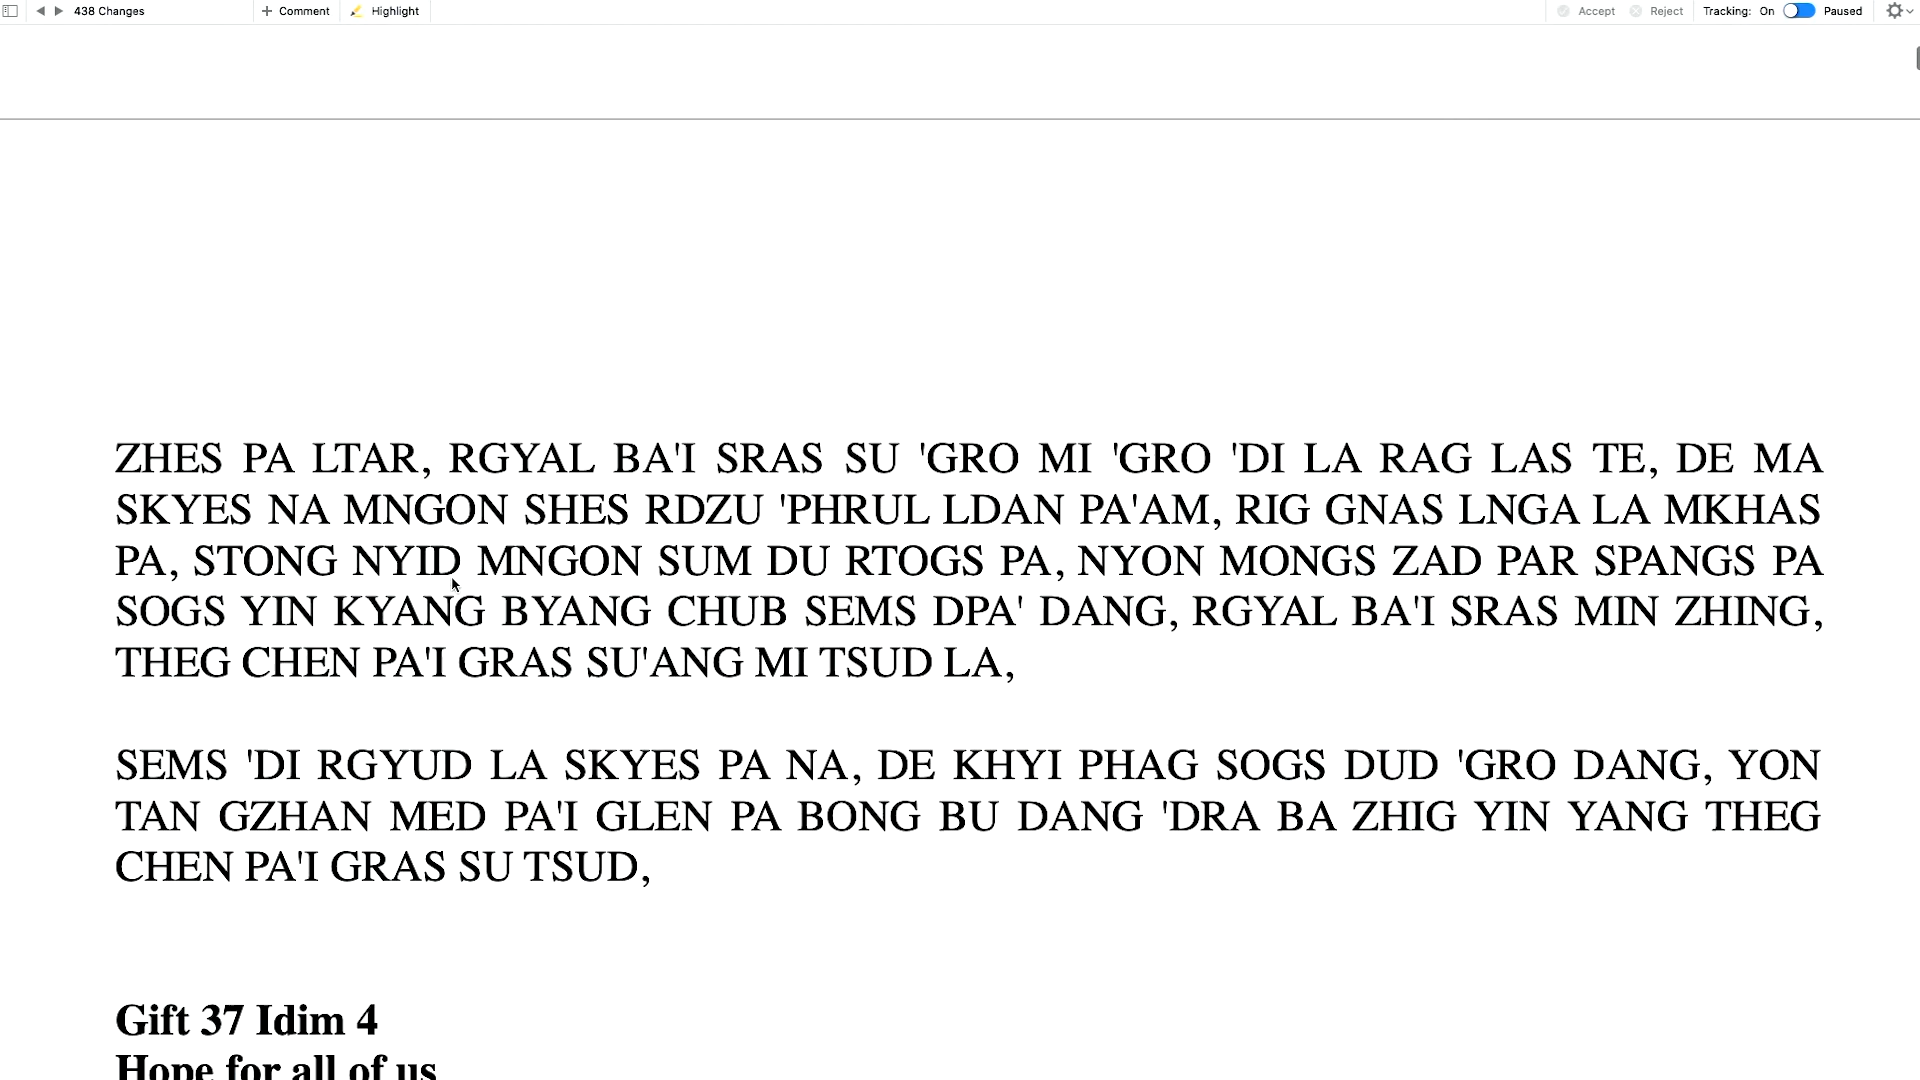 438 Changes
Comment
Highlight
Accept
Reject
Tracking: On
Paused
ZHES PA LTAR, RGYAL BA'I SRAS SU 'GRO MI 'GRO 'DI LA RAG LAS TE, DE MA
SKYES NA MNGON SHES RDZU 'PHRUL LDAN PA'AM, RIG GNAS LNGA LA MKHAS
PA, STONG NYID MNGON SUM DU RTOGS PA, NYON MONGS ZAD PAR SPANGS PA
SOGS YIN KYANG BYANG CHUB SEMS DPA' DANG, RGYAL BA'I SRAS MIN ZHING,
THEG CHEN PA'I GRAS SU'ANG MI TSUD LA,
SEMS 'DI RGYUD LA SKYES PA NA, DE KHYI PHAG SOGS DUD 'GRO DANG, YON
TAN GZHAN MED PA'I GLEN PA BONG BU DANG 'DRA BA ZHIG YIN YANG THEG
CHEN PA'I GRAS SU TSUD,
Gift 37 Idim 4
Hope for all of us